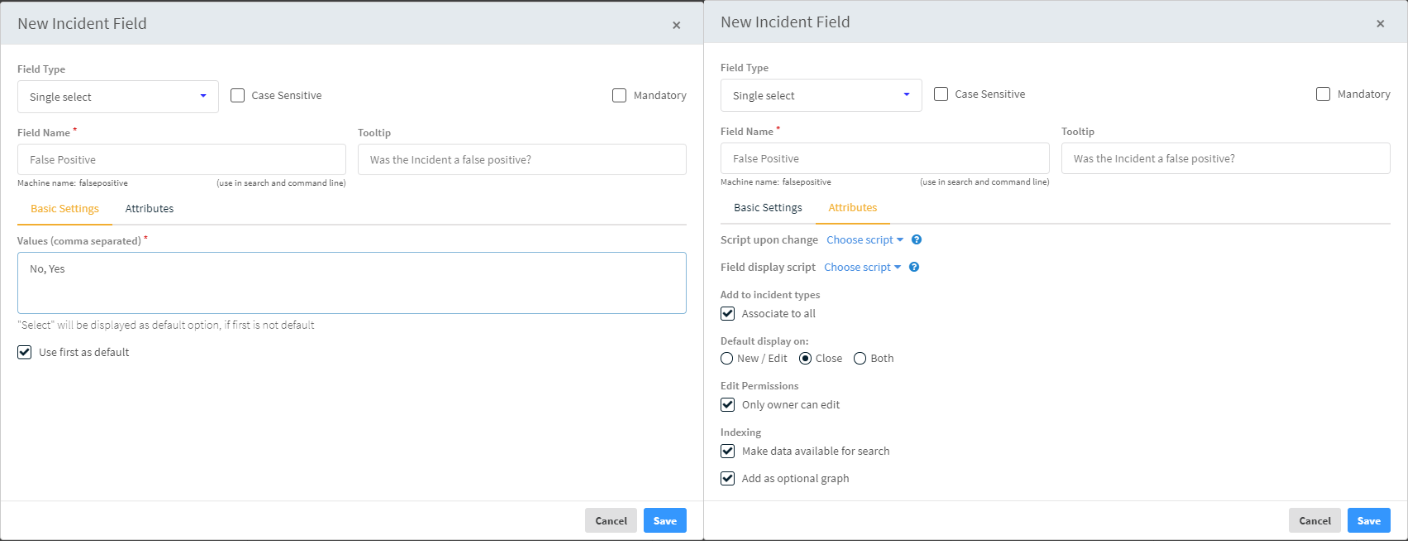 New Incident Field
×
Field Type
Single select
Case Sensitive
Mandatory
Field Name *
Tooltip
False Positive
Was the Incident a false positive?
Machine name: falsepositive
(use in search and command line)
Basic Settings
Attributes
Values (comma separated) *
No, Yes
"Select" will be displayed as default option, if first is not default
Use first as default
Cancel
Save
New Incident Field
×
Field Type
Single select
Case Sensitive
Mandatory
Field Name *
Tooltip
False Positive
Was the Incident a false positive?
Machine name: falsepositive
(use in search and command line)
Basic Settings
Attributes
Script upon change Choose script ?
Field display script Choose script ?
Add to incident types
Associate to all
Default display on:
New / Edit Close Both
Edit Permissions
Only owner can edit
Indexing
Make data available for search
Add as optional graph
Cancel
Save